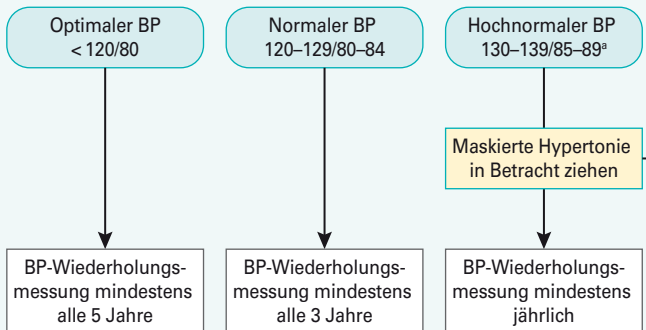 Optimaler BP
< 120/80
Normaler BP
120–129/80–84
Hochnormaler BP
130–139/85–89ᵃ
Maskierte Hypertonie
in Betracht ziehen
BP-Wiederholungs-
messung mindestens
alle 5 Jahre
BP-Wiederholungs-
messung mindestens
alle 3 Jahre
BP-Wiederholungs-
messung mindestens
jährlich